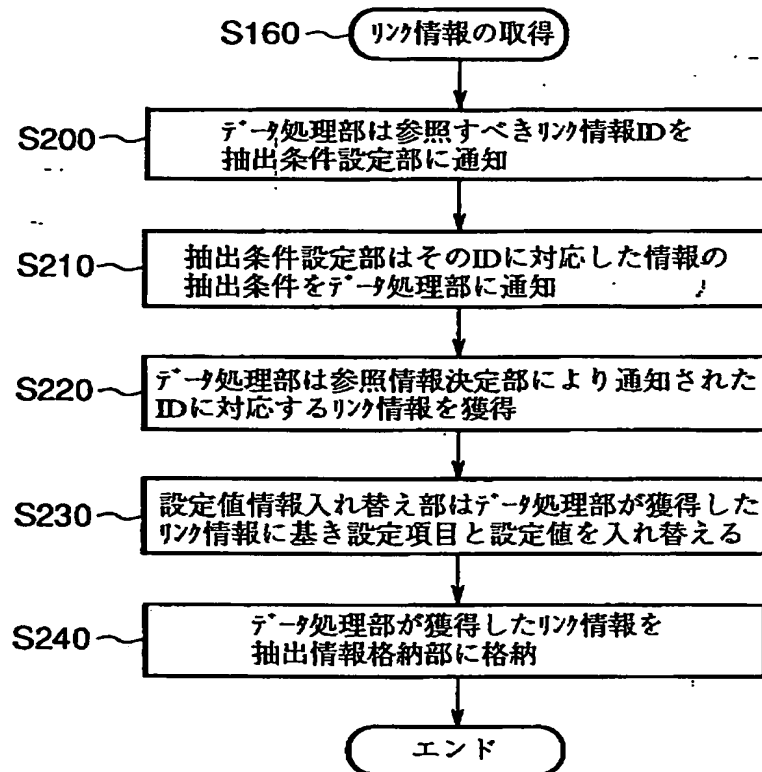 S160
ﾘﾝｸ情報の取得
S200
ﾃﾞｰﾀ処理部は参照すべきﾘﾝｸ情報IDを
抽出条件設定部に通知
S210
抽出条件設定部はそのIDに対応した情報の
抽出条件をﾃﾞｰﾀ処理部に通知
S220
ﾃﾞｰﾀ処理部は参照情報決定部により通知された
IDに対応するﾘﾝｸ情報を獲得
S230
設定値情報入れ替え部はﾃﾞｰﾀ処理部が獲得した
ﾘﾝｸ情報に基き設定項目と設定値を入れ替える
S240
ﾃﾞｰﾀ処理部が獲得したﾘﾝｸ情報を
抽出情報格納部に格納
エンド